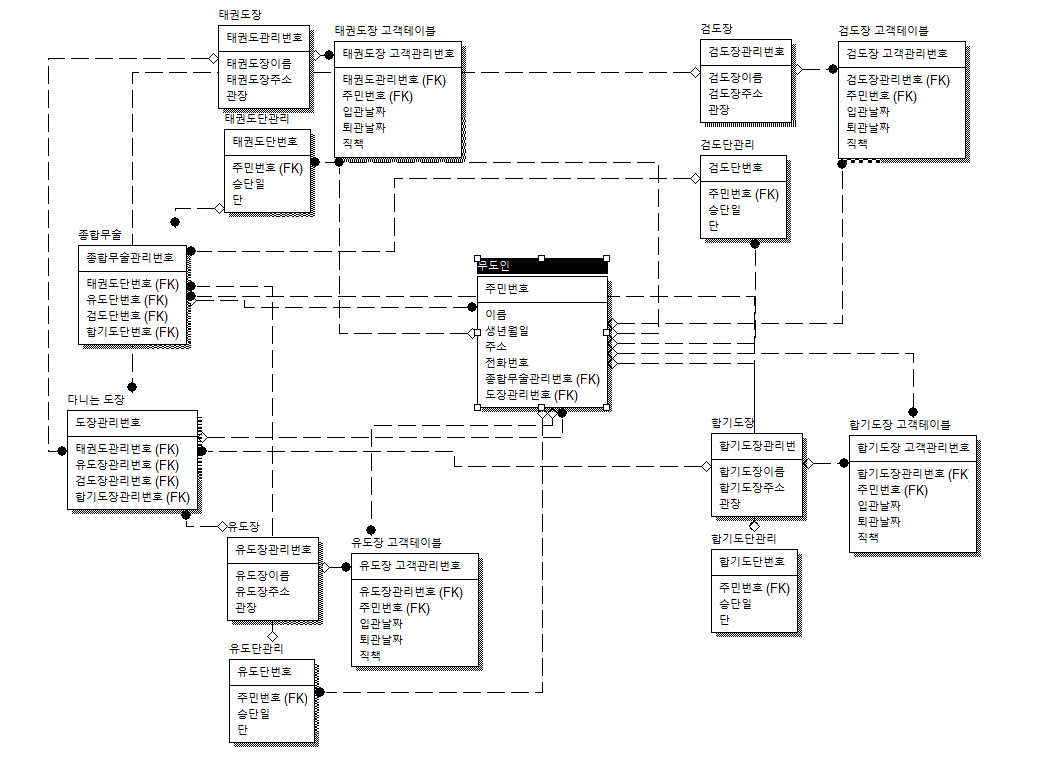 태권도장
태권도관리번호
태권도장이름
태권도장주소
관장
태권도장 고객테이블
태권도장 고객관리번호
태권도관리번호 (FK)
주민번호 (FK)
입관날짜
퇴관날짜
직책
검도장
검도장관리번호
검도장이름
검도장주소
관장
검도장 고객테이블
검도장 고객관리번호
검도장관리번호 (FK)
주민번호 (FK)
입관날짜
퇴관날짜
직책
태권도단관리
태권도단번호
주민번호 (FK)
승단일
단
검도단관리
검도단번호
주민번호 (FK)
승단일
단
종합무술
종합무술관리번호
태권도단번호 (FK)
유도단번호 (FK)
검도단번호 (FK)
합기도단번호 (FK)
무도인
주민번호
이름
생년월일
주소
전화번호
종합무술관리번호 (FK)
도장관리번호 (FK)
다니는 도장
도장관리번호
태권도관리번호 (FK)
유도장관리번호 (FK)
검도장관리번호 (FK)
합기도장관리번호 (FK)
합기도장
합기도장관리번
합기도장이름
합기도장주소
관장
합기도장 고객테이블
합기도장 고객관리번호
합기도장관리번호 (FK
주민번호 (FK)
입관날짜
퇴관날짜
직책
유도장
유도장관리번호
유도장이름
유도장주소
관장
유도장 고객테이블
유도장 고객관리번호
유도장관리번호 (FK)
주민번호 (FK)
입관날짜
퇴관날짜
직책
합기도단관리
합기도단번호
주민번호 (FK)
승단일
단
유도단관리
유도단번호
주민번호 (FK)
승단일
단